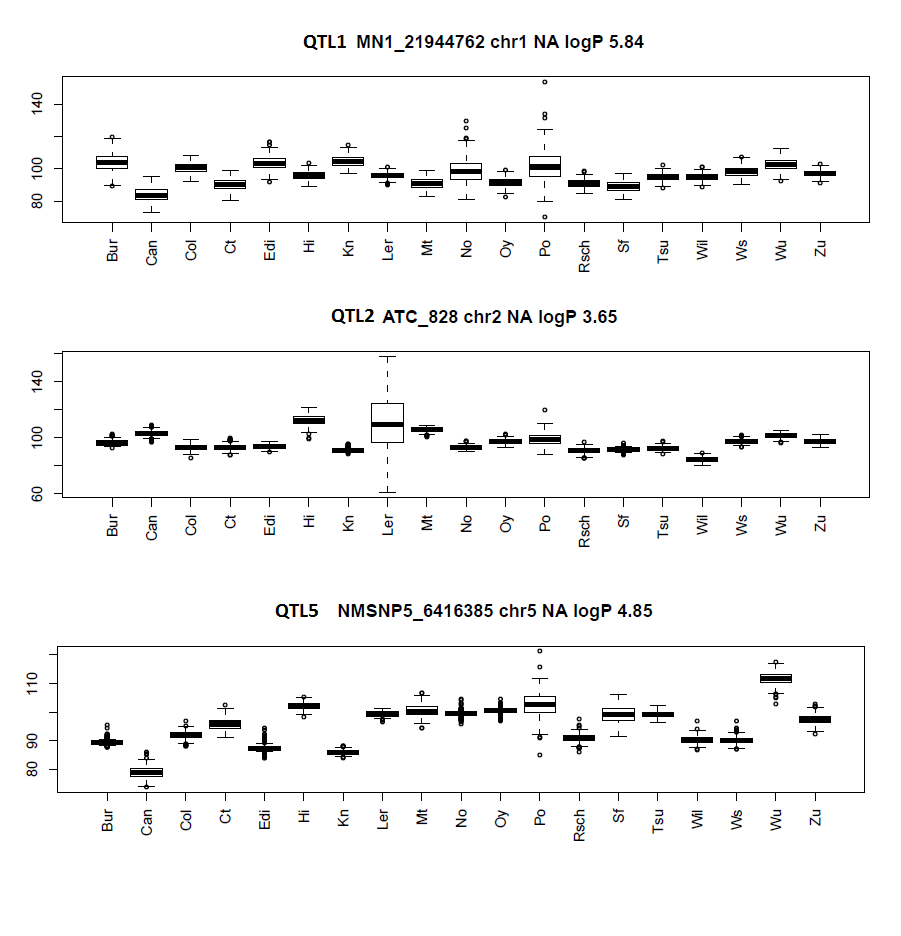 QTL1 MN1_21944762 chr1 NA logP 5.84
140
100
80
Bur Can Col Ct Edi Hi Kn Ler Mt No Oy Po Rsch Sf Tsu Wil Ws Wu Zu
QTL2 ATC_828 chr2 NA logP 3.65
140
100
60
Bur Can Col Ct Edi Hi Kn Ler Mt No Oy Po Rsch Sf Tsu Wil Ws Wu Zu
QTL5 NMSNP5_6416385 chr5 NA logP 4.85
110
90
80
Bur Can Col Ct Edi Hi Kn Ler Mt No Oy Po Rsch Sf Tsu Wil Ws Wu Zu